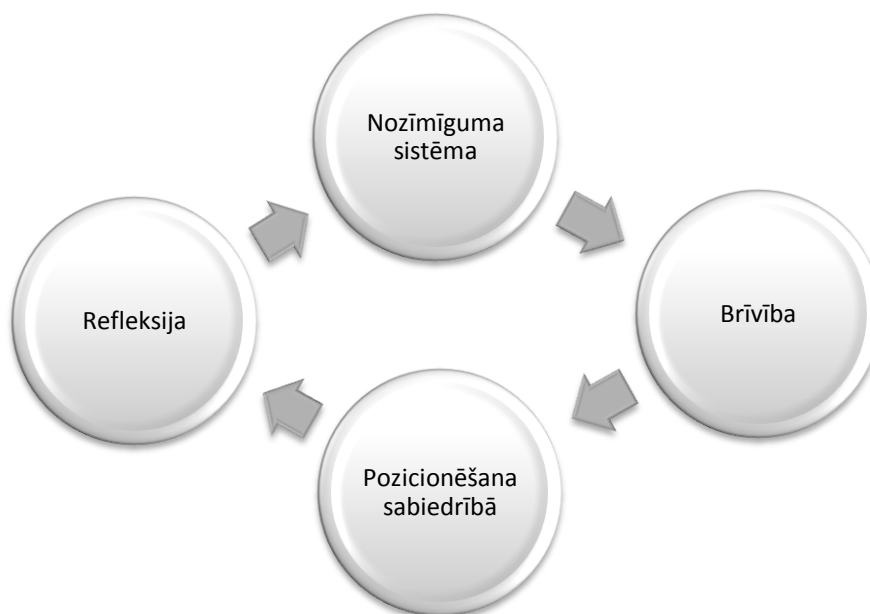 Nozīmīguma
sistēma
Refleksija
Brīvība
Pozicionēšana
sabiedrībā